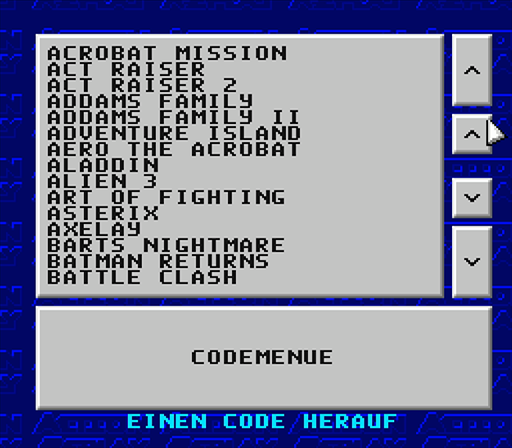 ACROBAT MISSION
ACT RAISER
ACT RAISER 2
ADDAMS FAMILY
ADDAMS FAMILY II
ADVENTURE ISLAND
AERO THE ACROBAT
ALADDIN
ALIEN 3
ART OF FIGHTING
ASTERIX
AXELAY
BARTS NIGHTMARE
BATMAN RETURNS
BATTLE CLASH
CODEMENUE
EINEN CODE HERAUF